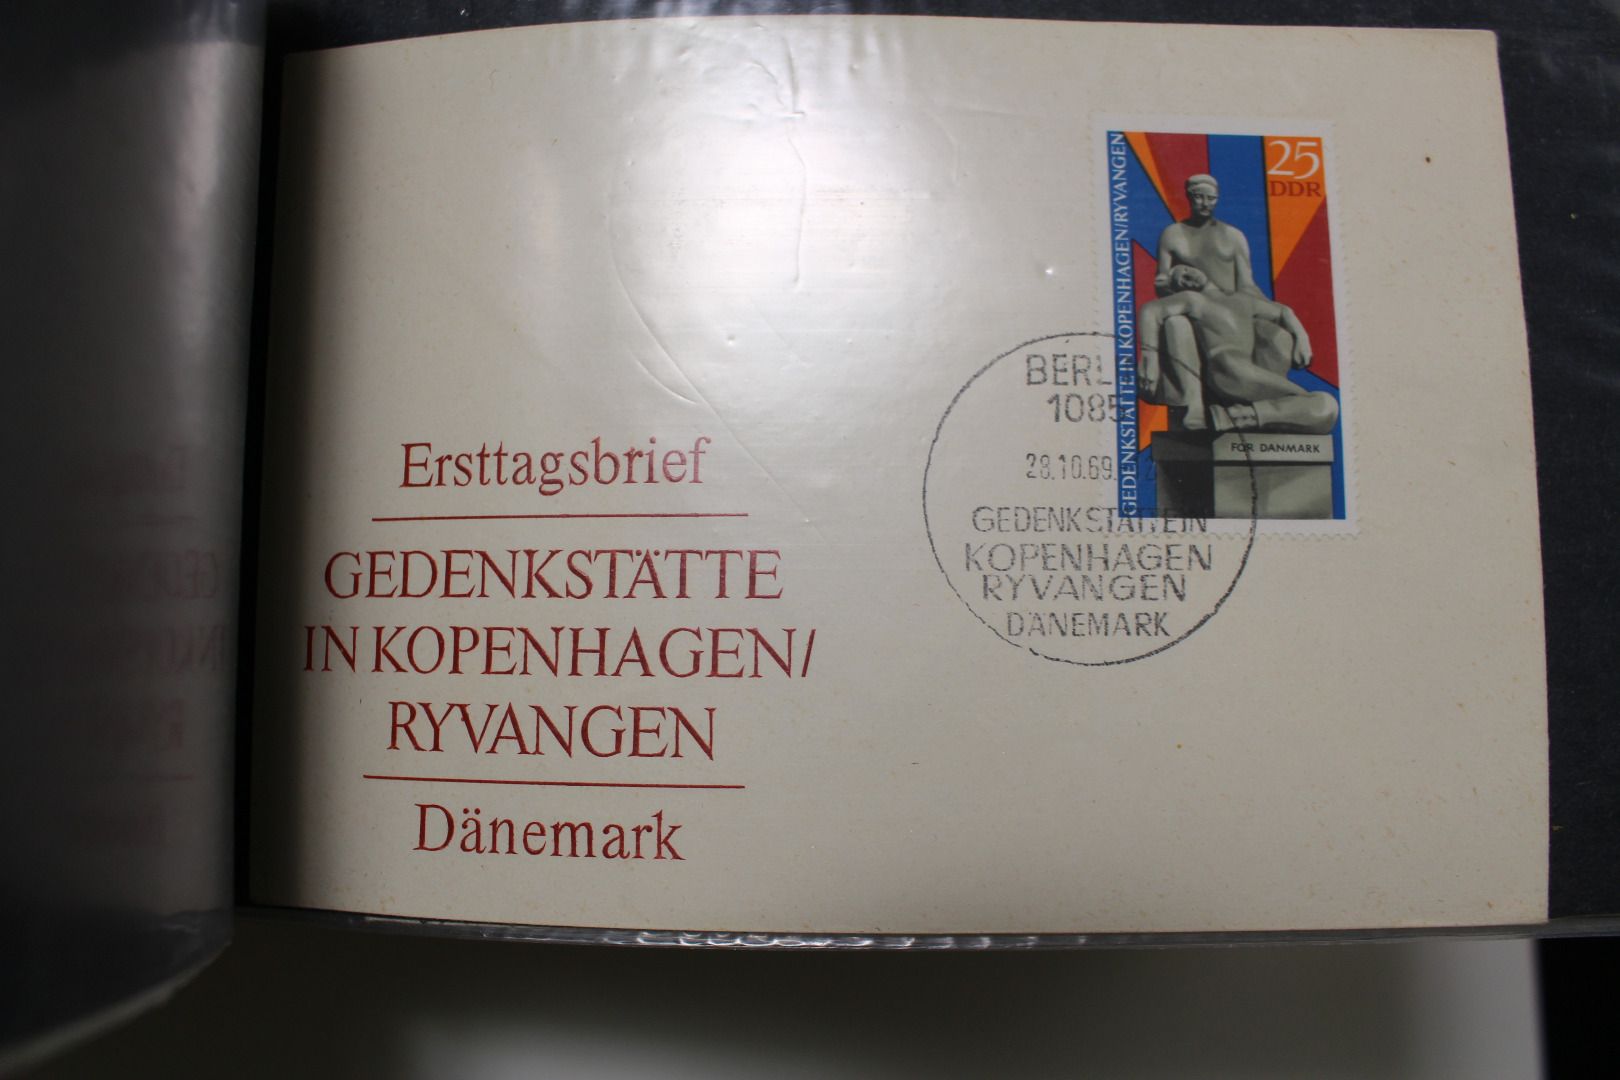 Ersttagsbrief
GEDENKSTÄTTE
IN KOPENHAGEN/
RYVANGEN
Dänemark
GEDENKSTÄTTE IN KOPENHAGEN/RYVANGEN
25
DDR
FOR DANMARK
BERLIN
1085
28.10.69
GEDENKSTÄTTE IN
KOPENHAGEN
RYVANGEN
DÄNEMARK